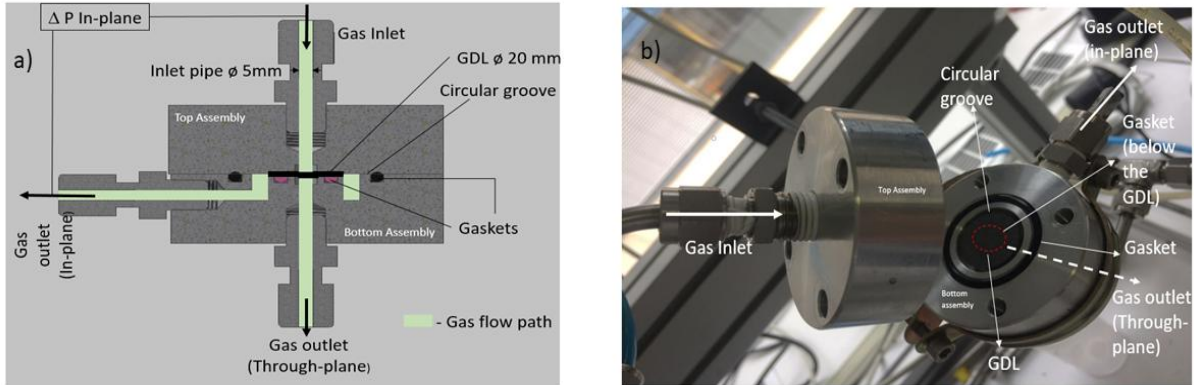 Δ P In-plane
a)
Gas Inlet
Inlet pipe ø 5mm
GDL ø 20 mm
Circular groove
Top Assembly
Gas
outlet
(In-plane)
Bottom Assembly
Gaskets
- Gas flow path
Gas outlet
(Through-plane)
b)
Gas outlet
(in-plane)
Circular
groove
Gasket
(below
the
GDL)
Top Assembly
Gas Inlet
Gasket
Bottom
assembly
Gas outlet
(Through-
plane)
GDL